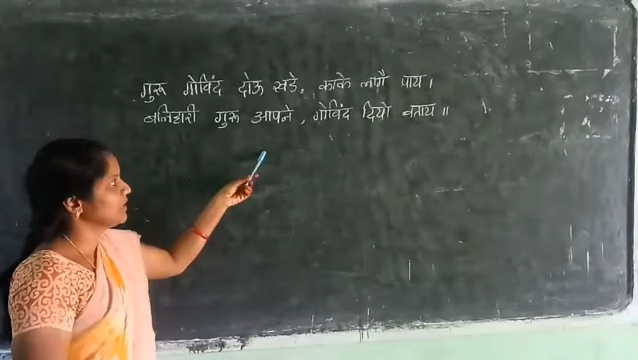 गुरू गोविंद दोऊ खडे, काके लागै पाय।
बलिहारी गुरू आपने, गोविंद दियो बताय॥